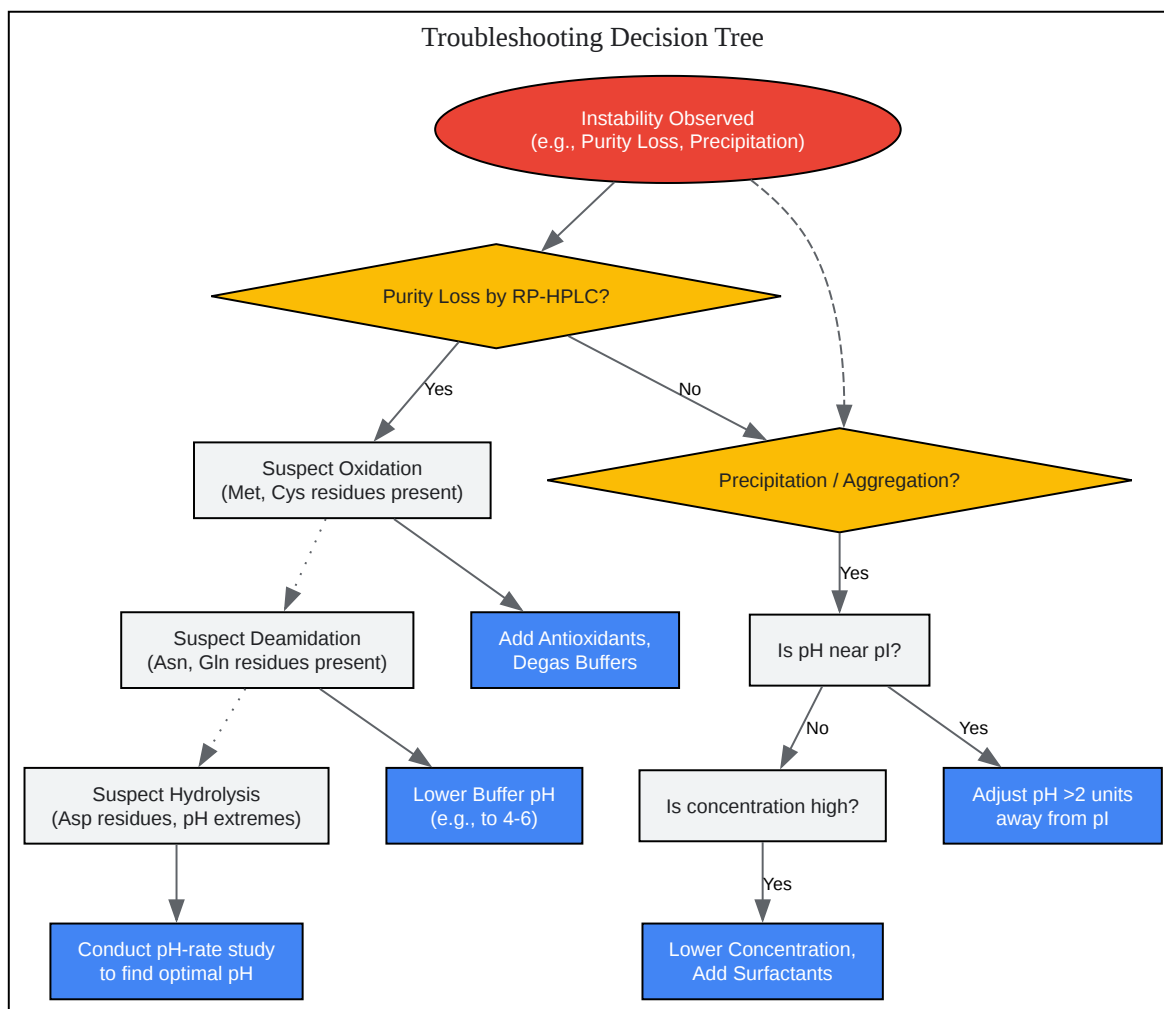 Troubleshooting Decision Tree
Instability Observed
(e.g., Purity Loss, Precipitation)
Purity Loss by RP-HPLC?
Yes
No
Suspect Oxidation
(Met, Cys residues present)
Precipitation / Aggregation?
Yes
Suspect Deamidation
(Asn, Gln residues present)
Add Antioxidants,
Degas Buffers
Is pH near pI?
No
Yes
Suspect Hydrolysis
(Asp residues, pH extremes)
Lower Buffer pH
(e.g., to 4-6)
Is concentration high?
Adjust pH >2 units
away from pI
Yes
Conduct pH-rate study
to find optimal pH
Lower Concentration,
Add Surfactants